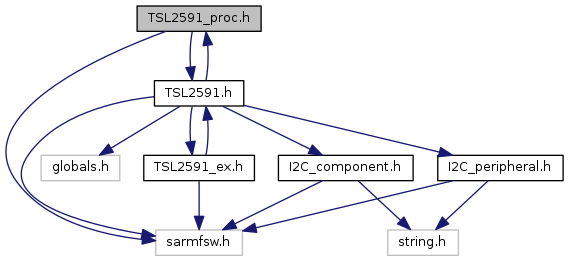 TSL2591_proc.h
TSL2591.h
globals.h
TSL2591_ex.h
I2C_component.h
I2C_peripheral.h
sarmfsw.h
string.h